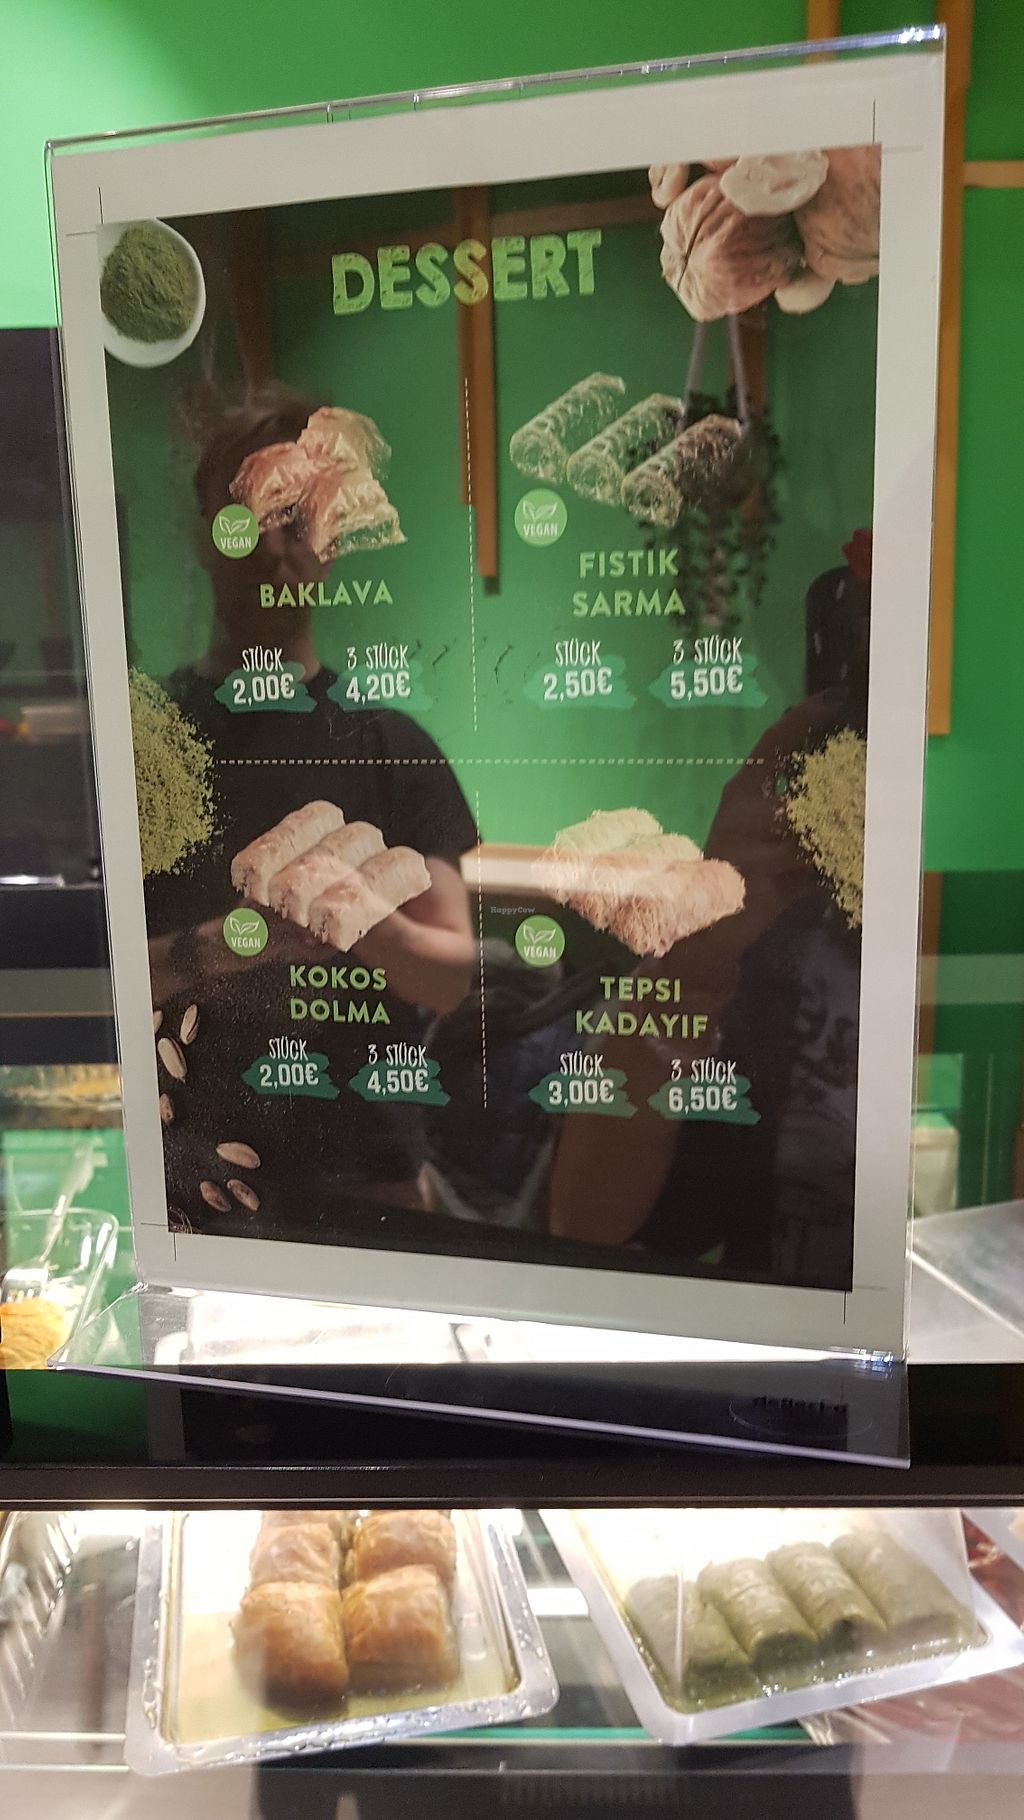 DESSERT
VEGAN
BAKLAVA
STÜCK 3 STÜCK
2,00€ 4,20€
VEGAN
FISTIK
SARMA
STÜCK 3 STÜCK
2,50€ 5,50€
VEGAN
KOKOS
DOLMA
STÜCK 3 STÜCK
2,00€ 4,50€
HappyCow
VEGAN
TEPSI
KADAYIF
STÜCK 3 STÜCK
3,00€ 6,50€